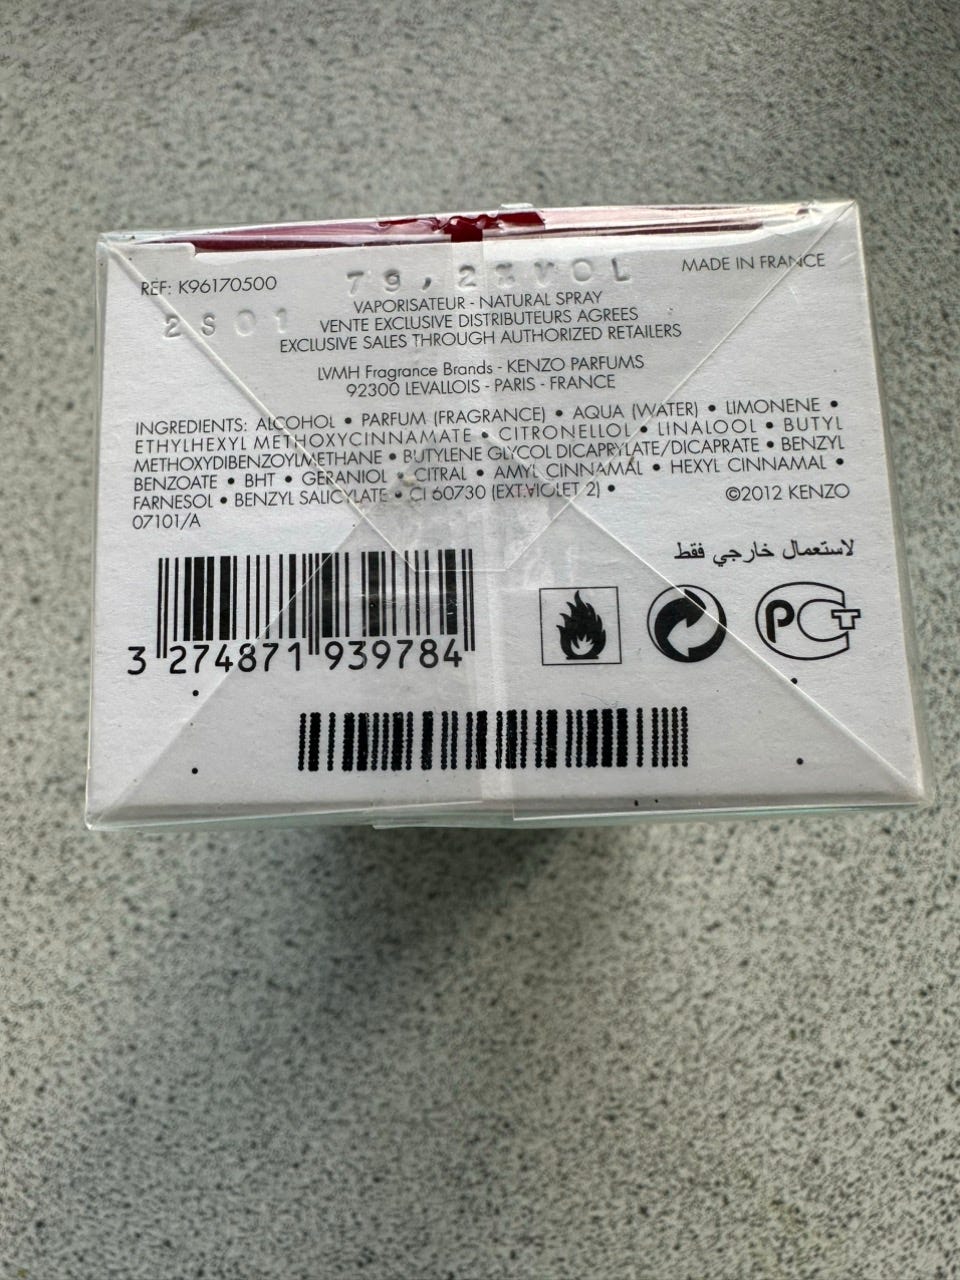 REF: K96170500
79,2%VOL
MADE IN FRANCE
2S01
VAPORISATEUR - NATURAL SPRAY
VENTE EXCLUSIVE DISTRIBUTEURS AGREES
EXCLUSIVE SALES THROUGH AUTHORIZED RETAILERS
LVMH Fragrance Brands - KENZO PARFUMS
92300 LEVALLOIS - PARIS - FRANCE
INGREDIENTS: ALCOHOL • PARFUM (FRAGRANCE) • AQUA (WATER) • LIMONENE •
ETHYLHEXYL METHOXYCINNAMATE • CITRONELLOL • LINALOOL • BUTYL
METHOXYDIBENZOYLMETHANE • BUTYLENE GLYCOL DICAPRYLATE/DICAPRATE • BENZYL
BENZOATE • BHT • GERANIOL • CITRAL • AMYL CINNAMAL • HEXYL CINNAMAL •
FARNESOL • BENZYL SALICYLATE • CI 60730 (EXT.VIOLET 2) •
07101/A
©2012 KENZO
لاستعمال خارجي فقط
3 274871 939784
РСТ